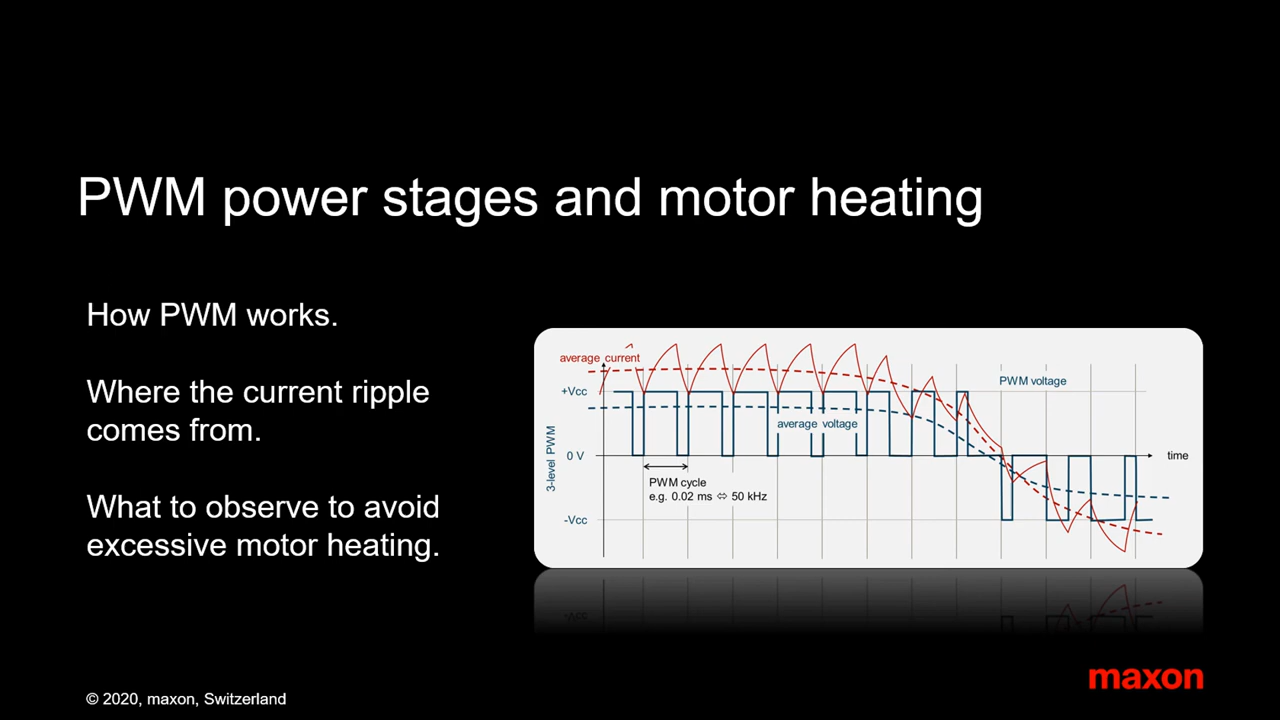 PWM power stages and motor heating
How PWM works.
Where the current ripple
comes from.
What to observe to avoid
excessive motor heating.
average current
PWM voltage
+Vcc
average voltage
3-level PWM
0 V
time
PWM cycle
e.g. 0.02 ms ⇔ 50 kHz
-Vcc
maxon
© 2020, maxon, Switzerland